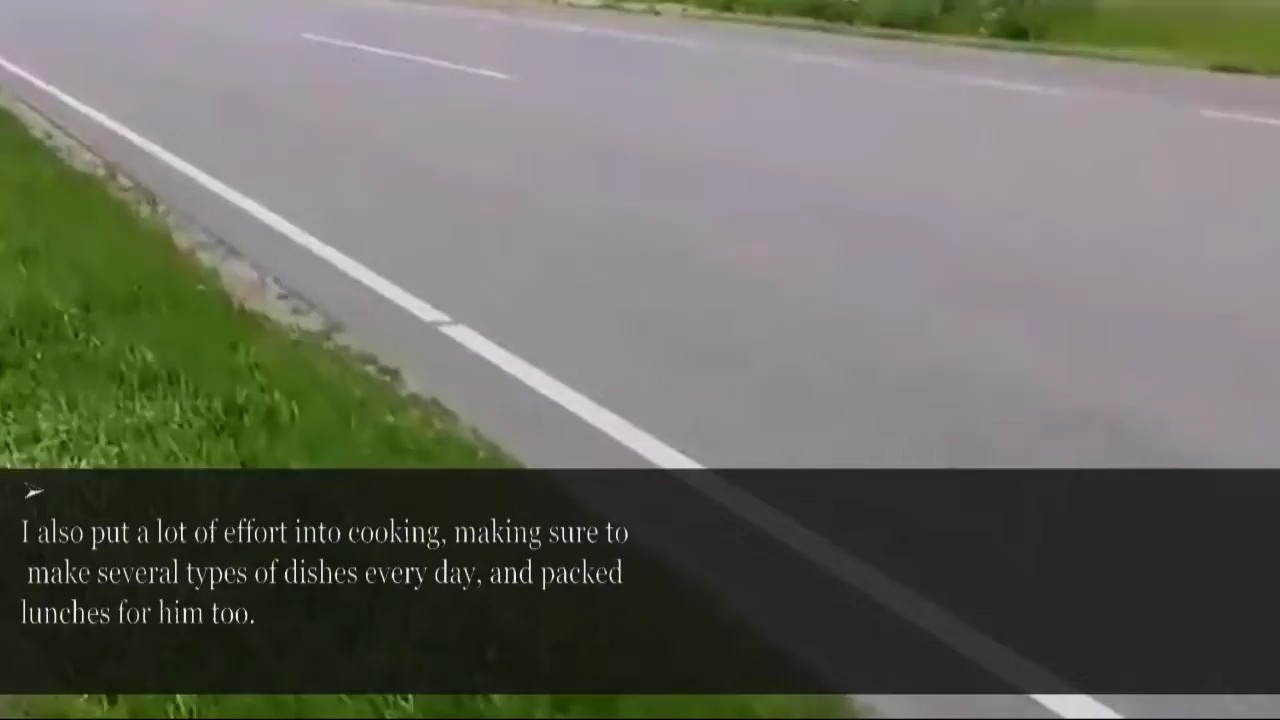 I also put a lot of effort into cooking, making sure to
make several types of dishes every day, and packed
lunches for him too.